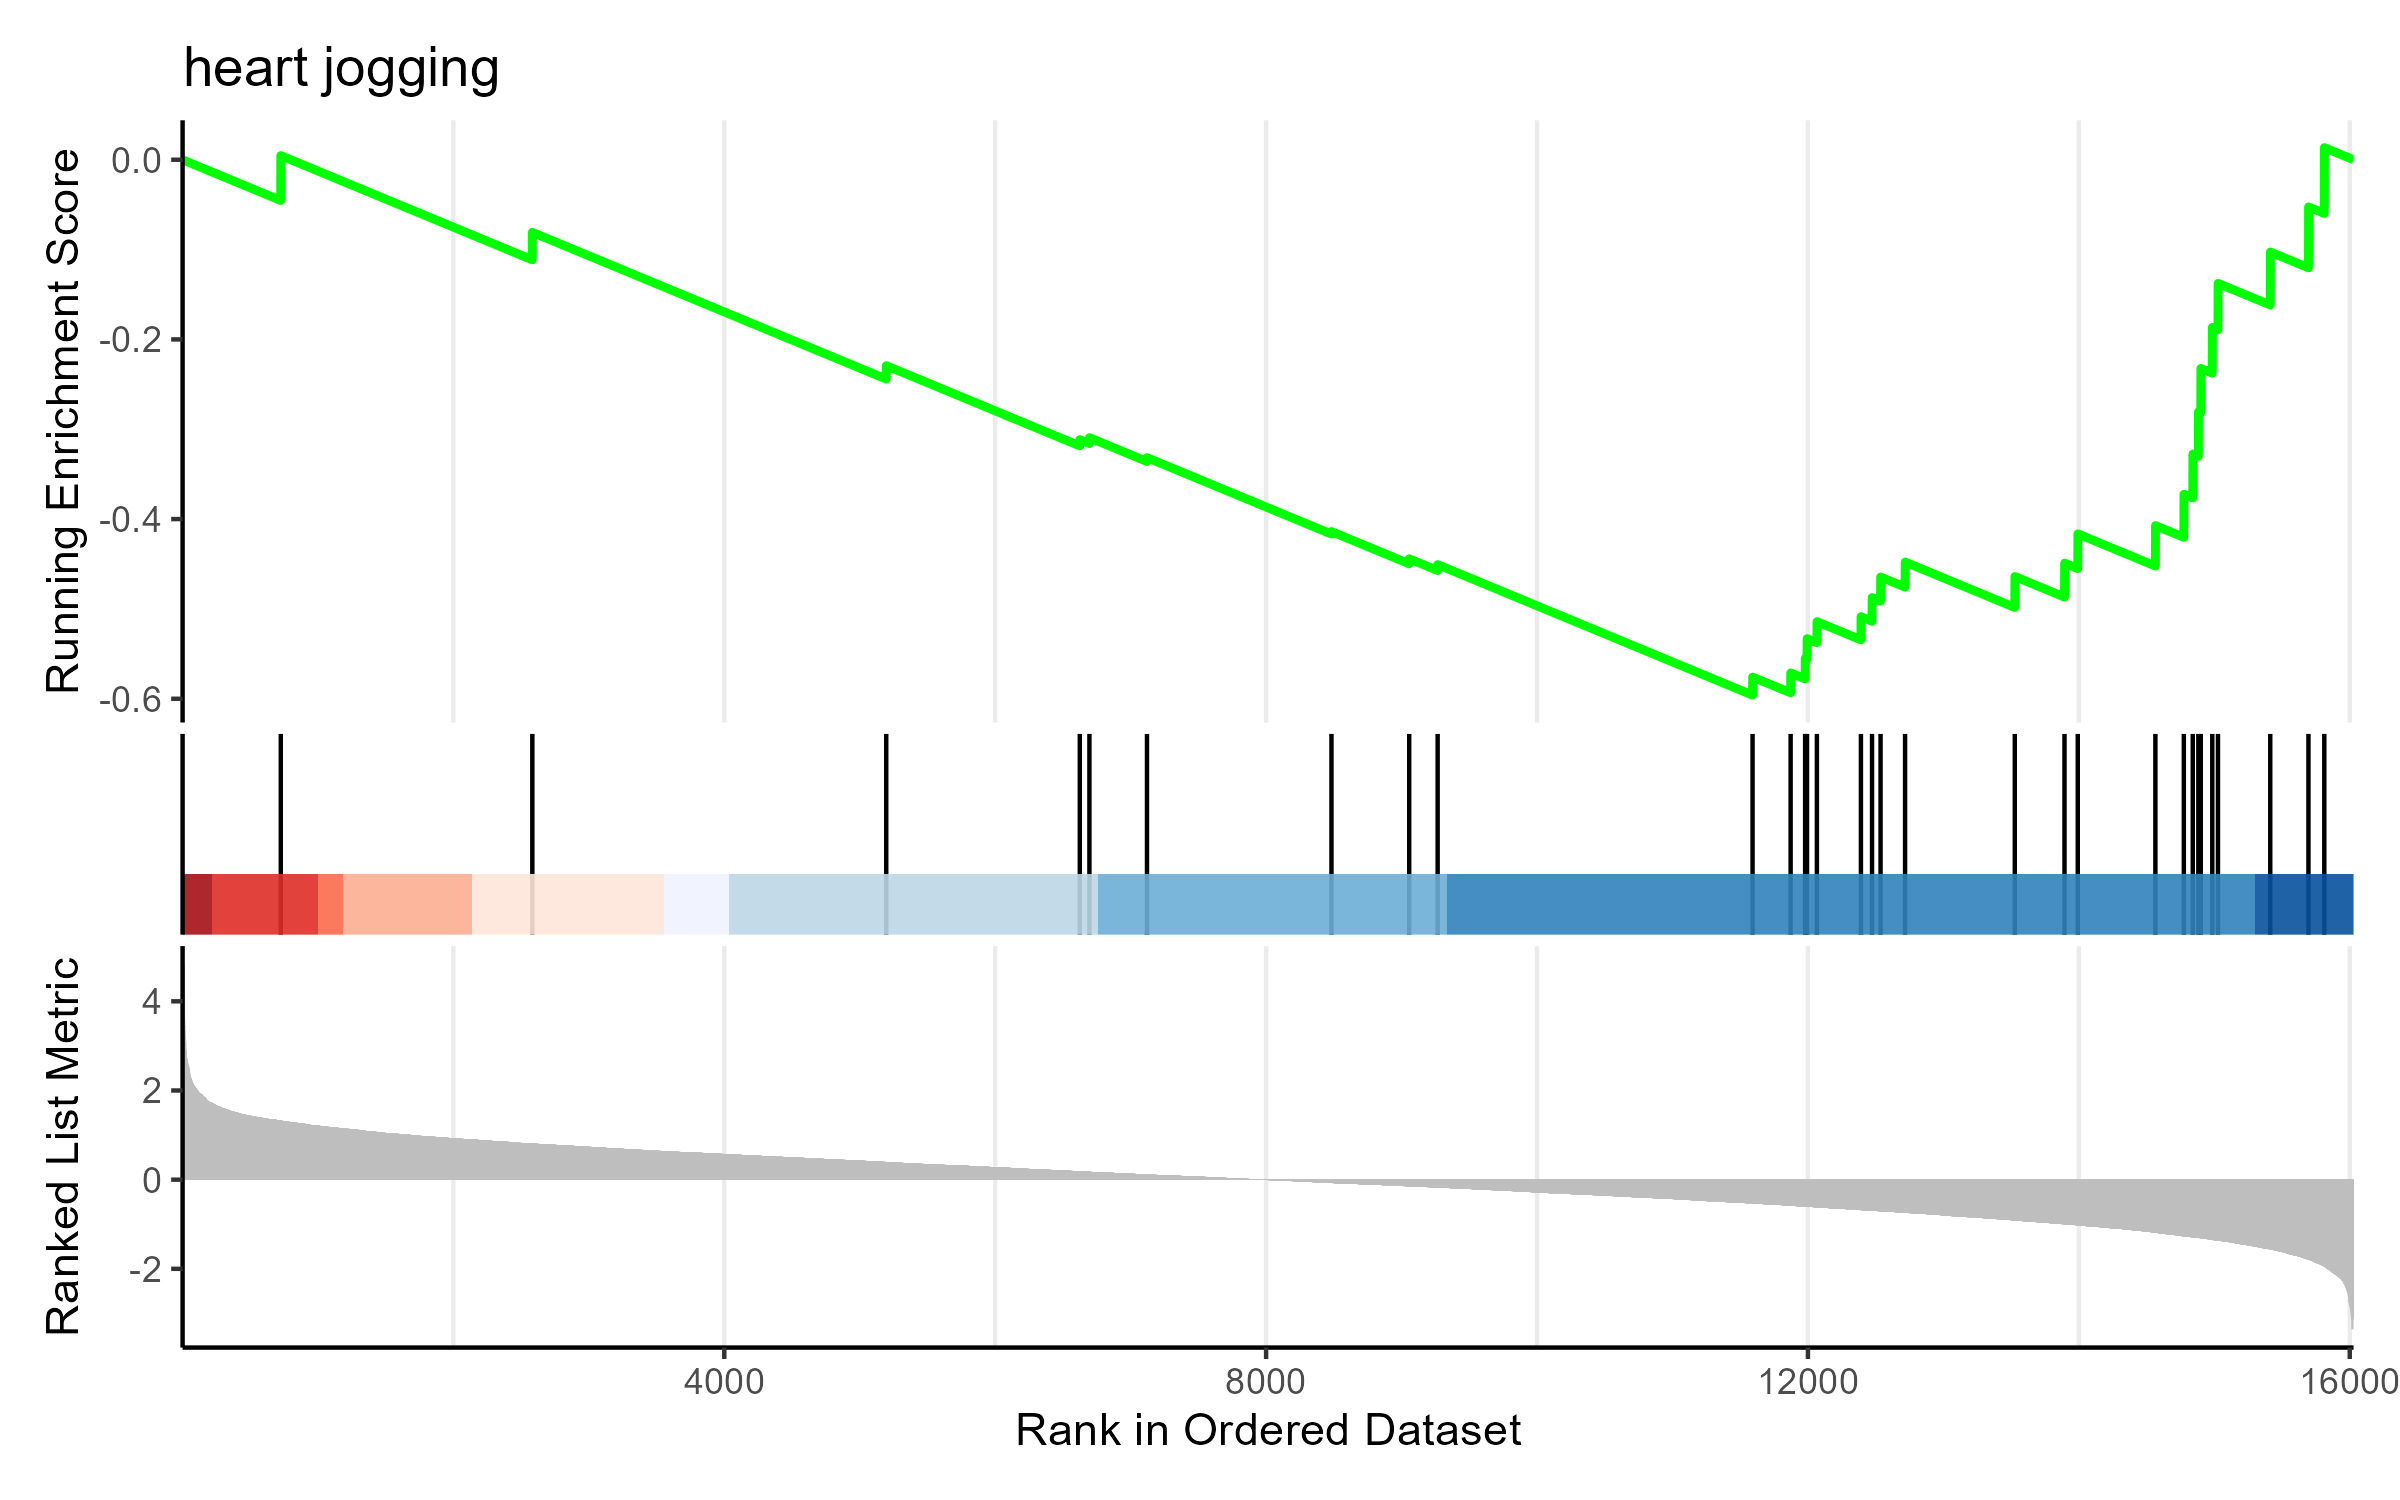 heart jogging
Running Enrichment Score
0.0
-0.2
-0.4
-0.6
Ranked List Metric
4
2
0
-2
4000 8000 12000 16000
Rank in Ordered Dataset